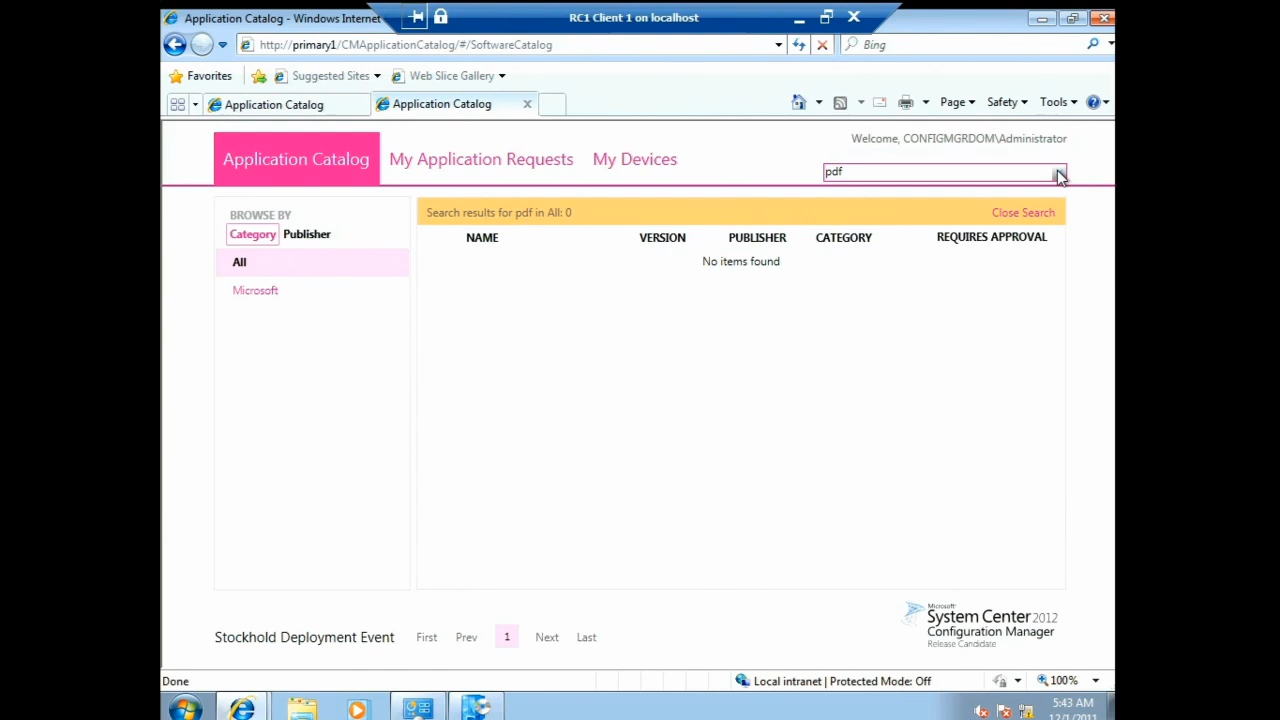 Application Catalog - Windows Internet
RC1 Client 1 on localhost
http://primary1/CMApplicationCatalog/#/SoftwareCatalog
Bing
Favorites
Suggested Sites
Web Slice Gallery
Application Catalog
Application Catalog
Page
Safety
Tools
Welcome, CONFIGMGRDOM\Administrator
Application Catalog
My Application Requests
My Devices
pdf
BROWSE BY
Category Publisher
All
Microsoft
Search results for pdf in All: 0
Close Search
NAME VERSION PUBLISHER CATEGORY REQUIRES APPROVAL
No items found
Stockhold Deployment Event
First Prev 1 Next Last
Microsoft
System Center 2012
Configuration Manager
Release Candidate
Done
Local intranet | Protected Mode: Off
100%
5:43 AM
12/1/2011